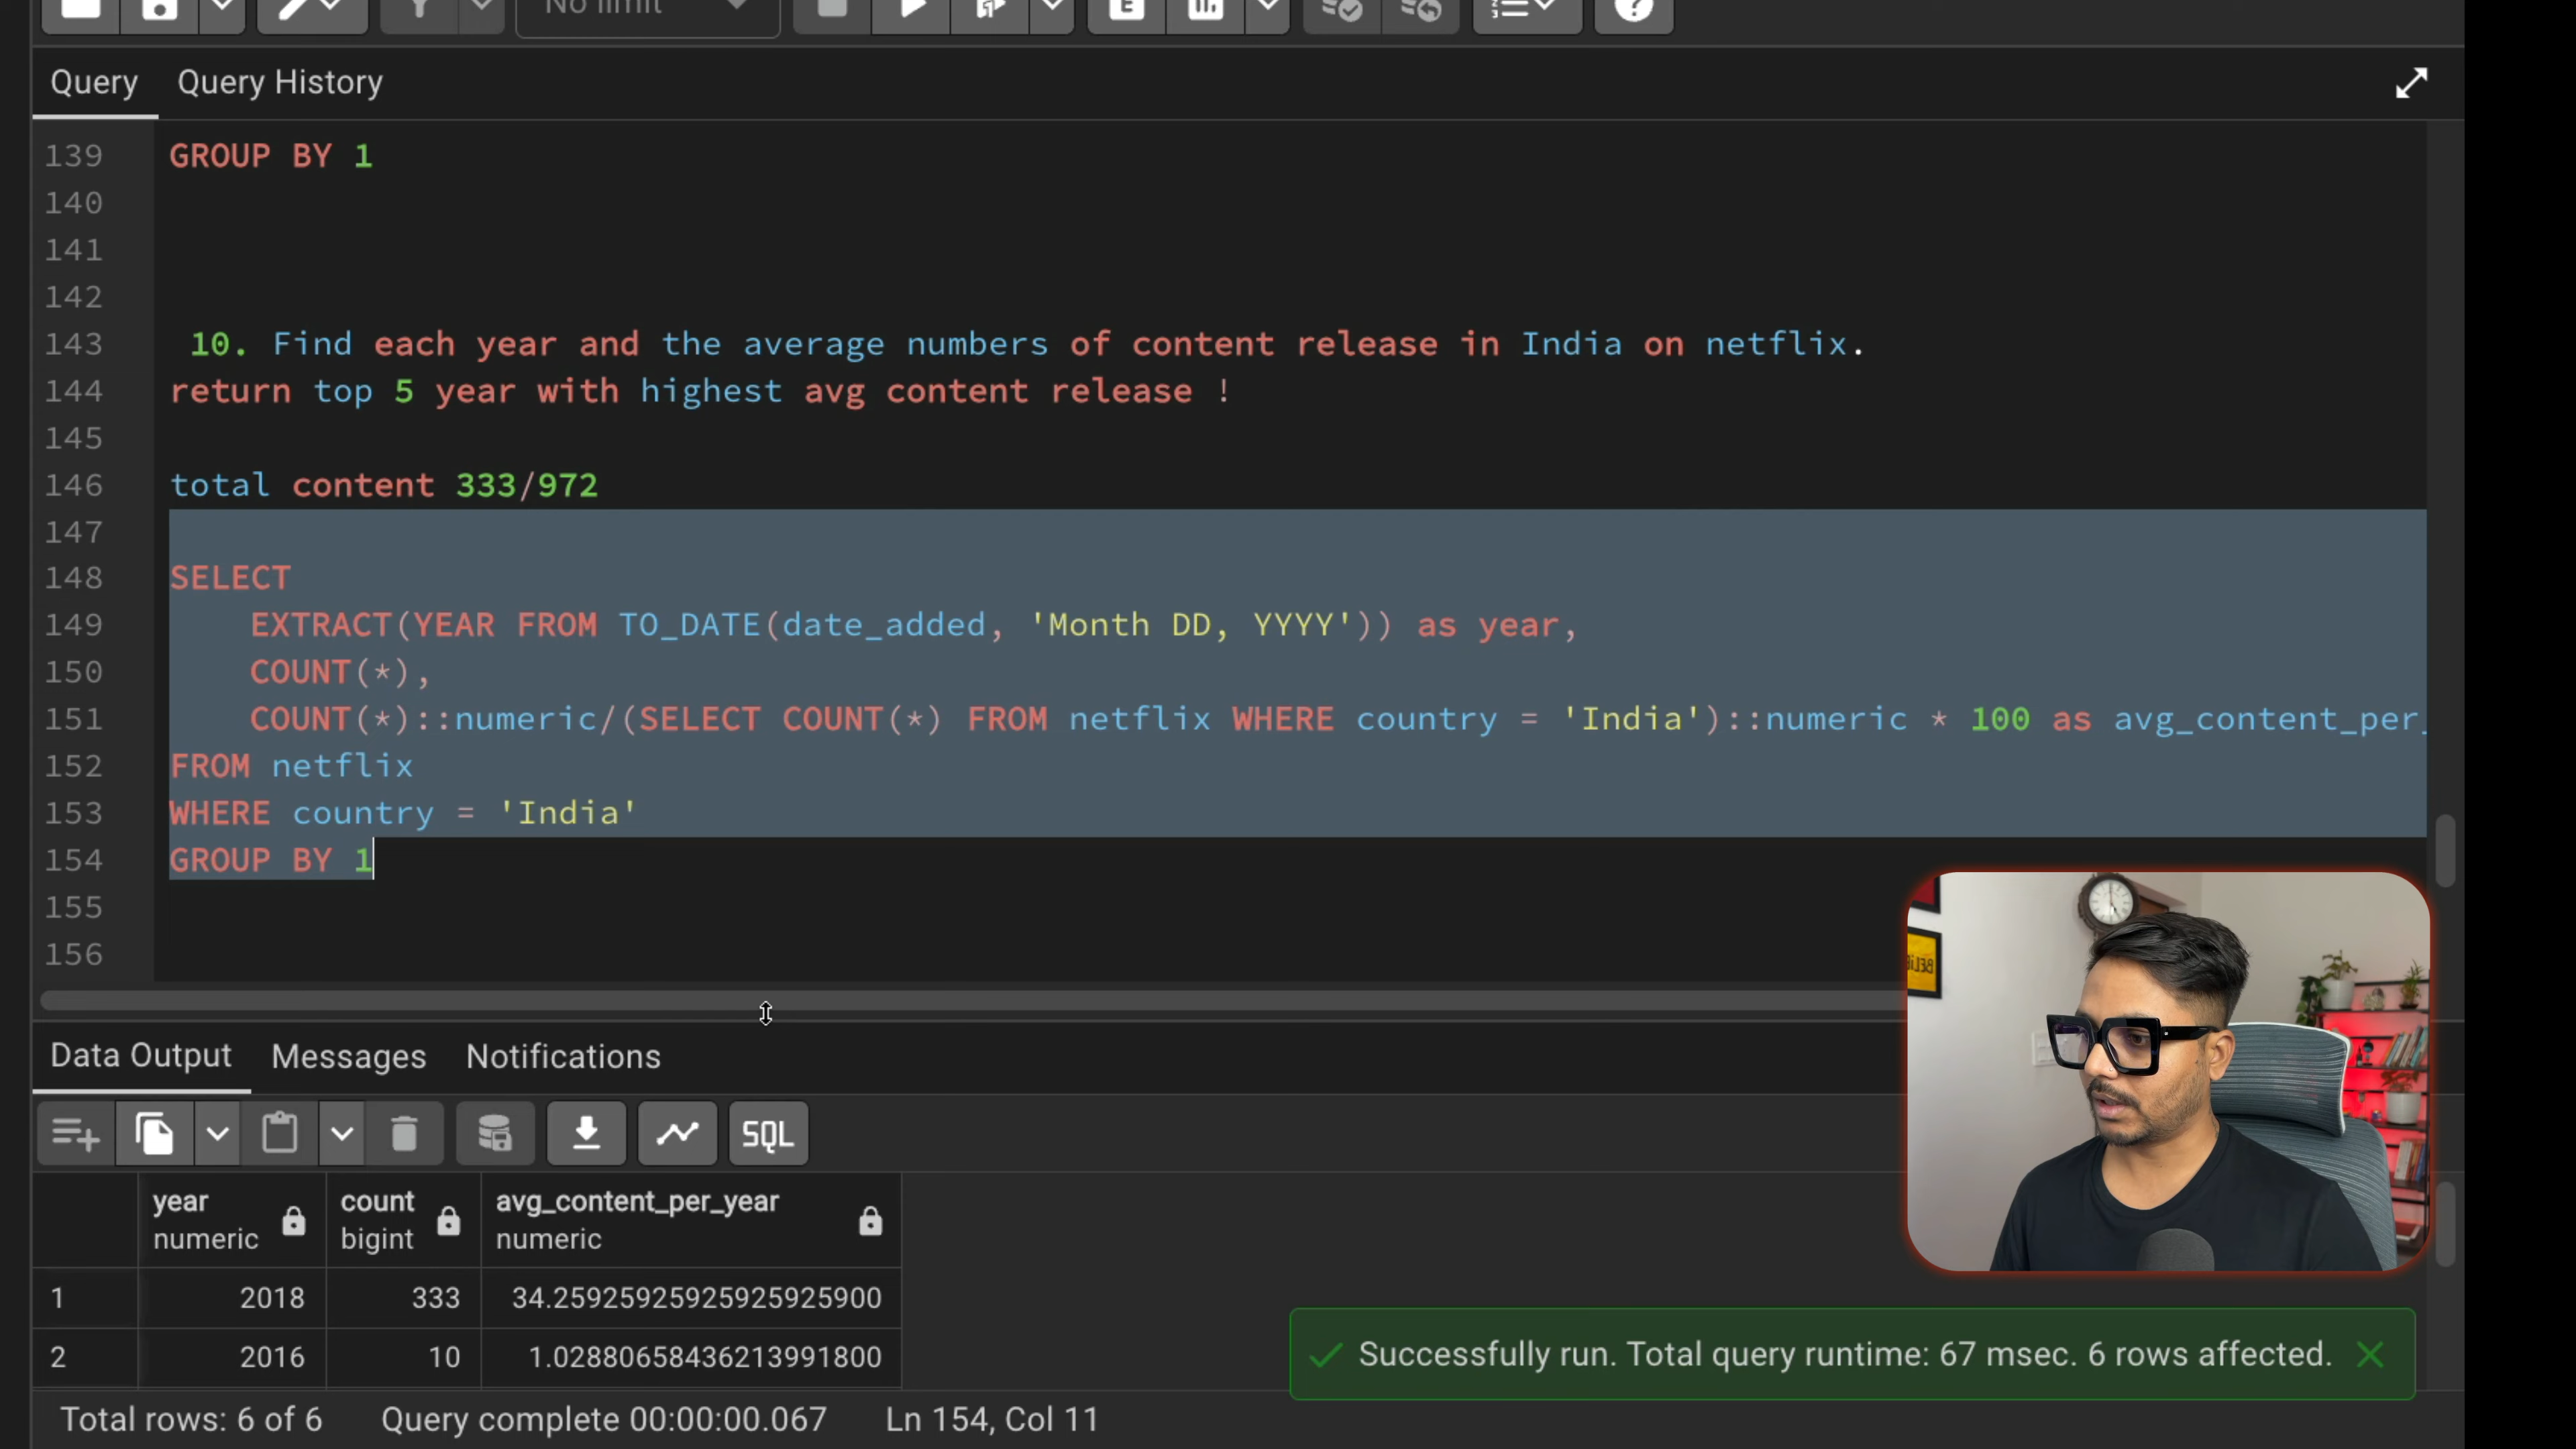 No limit
Query Query History
139 GROUP BY 1
140
141
142
143 10. Find each year and the average numbers of content release in India on netflix.
144 return top 5 year with highest avg content release !
145
146 total content 333/972
147
148 SELECT
149 EXTRACT(YEAR FROM TO_DATE(date_added, 'Month DD, YYYY')) as year,
150 COUNT(*),
151 COUNT(*)::numeric/(SELECT COUNT(*) FROM netflix WHERE country = 'India')::numeric * 100 as avg_content_per_
152 FROM netflix
153 WHERE country = 'India'
154 GROUP BY 1
155
156
Data Output Messages Notifications
SQL
year count avg_content_per_year
numeric bigint numeric
1 2018 333 34.25925925925925925900
2 2016 10 1.02880658436213991800
Successfully run. Total query runtime: 67 msec. 6 rows affected.
Total rows: 6 of 6 Query complete 00:00:00.067 Ln 154, Col 11